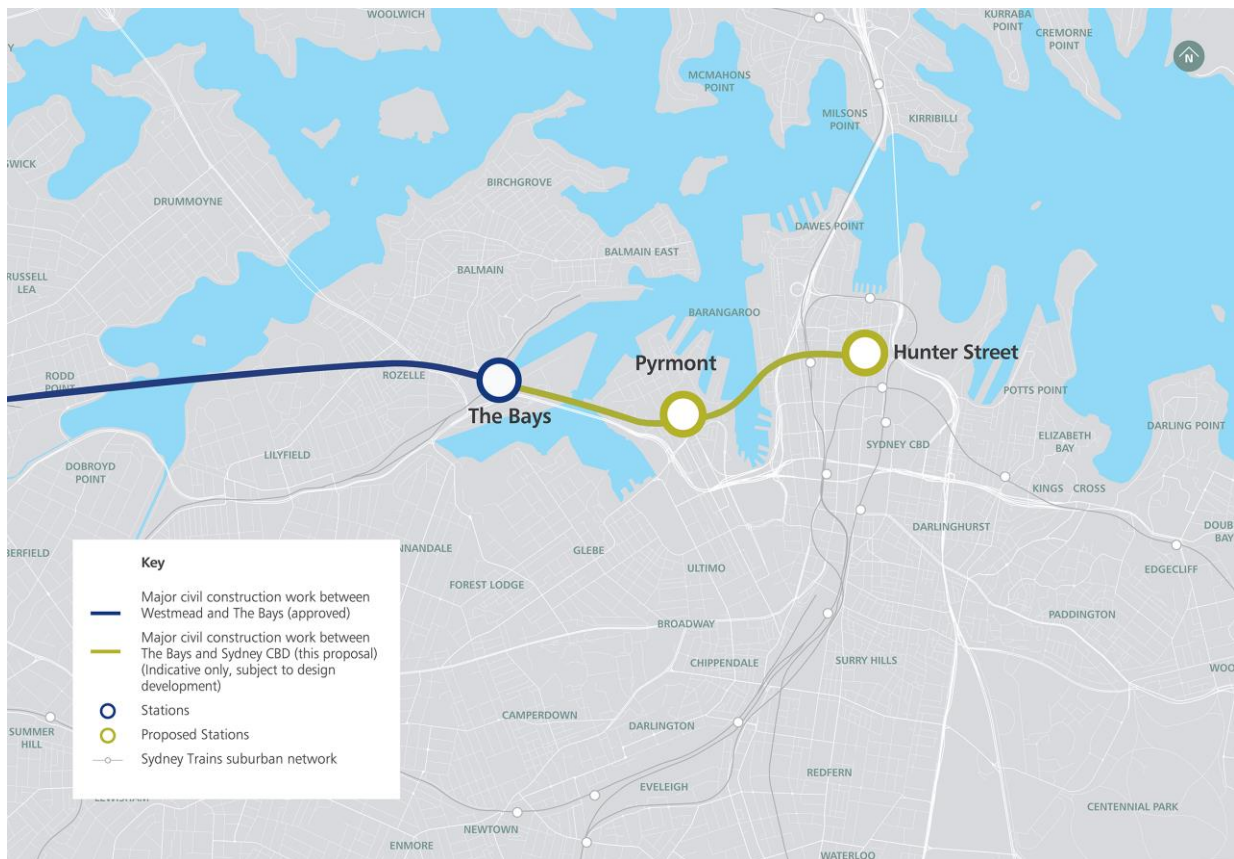 WOOLWICH
KURRABA
POINT
CREMORNE
POINT
N
MCMAHONS
POINT
MILSONS
POINT
KIRRIBILLI
SWICK
BIRCHGROVE
DRUMMOYNE
DAWES POINT
BALMAIN EAST
BALMAIN
RUSSELL
LEA
BARANGAROO
Hunter Street
Pyrmont
RODD
POINT
ROZELLE
POTTS POINT
The Bays
DARLING POINT
ELIZABETH
BAY
SYDNEY CBD
LILYFIELD
DOBROYD
POINT
KINGS CROSS
DARLINGHURST
DOUB
BAY
BERFIELD
NNANDALE
GLEBE
EDGECLIFF
ULTIMO
FOREST LODGE
PADDINGTON
BROADWAY
CHIPPENDALE
SURRY HILLS
WOO
Key
Major civil construction work between
Westmead and The Bays (approved)
Major civil construction work between
The Bays and Sydney CBD (this proposal)
(Indicative only, subject to design
development)
Stations
Proposed Stations
Sydney Trains suburban network
CAMPERDOWN
DARLINGTON
SUMMER
HILL
REDFERN
EVELEIGH
LEWISHAM
CENTENNIAL PARK
NEWTOWN
ENMORE
WATERLOO